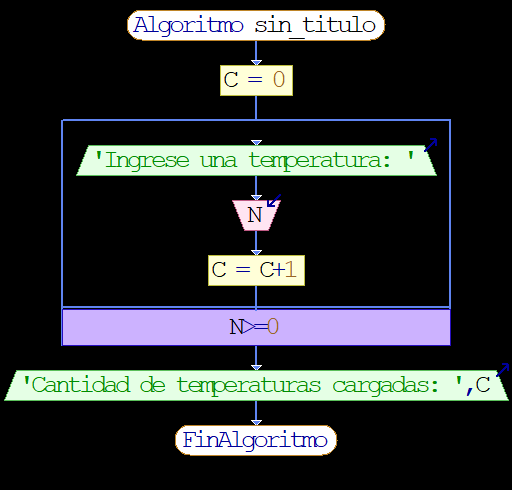 Algoritmo sin_titulo
C = 0
'Ingrese una temperatura: '
N
C = C+1
N>=0
'Cantidad de temperaturas cargadas: ',C
FinAlgoritmo